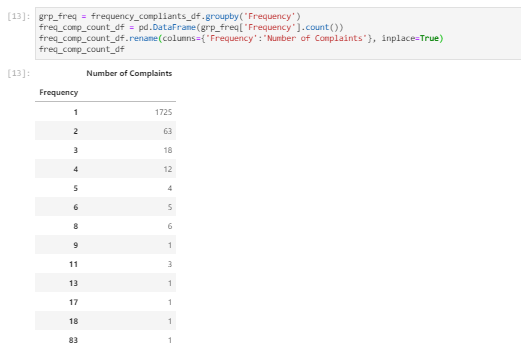 [13]: grp_freq = frequency_compliants_df.groupby('Frequency')
freq_comp_count_df = pd.DataFrame(grp_freq['Frequency'].count())
freq_comp_count_df.rename(columns={'Frequency':'Number of Complaints'}, inplace=True)
freq_comp_count_df
[13]: Number of Complaints
Frequency
1 1725
2 63
3 18
4 12
5 4
6 5
8 6
9 1
11 3
13 1
17 1
18 1
83 1